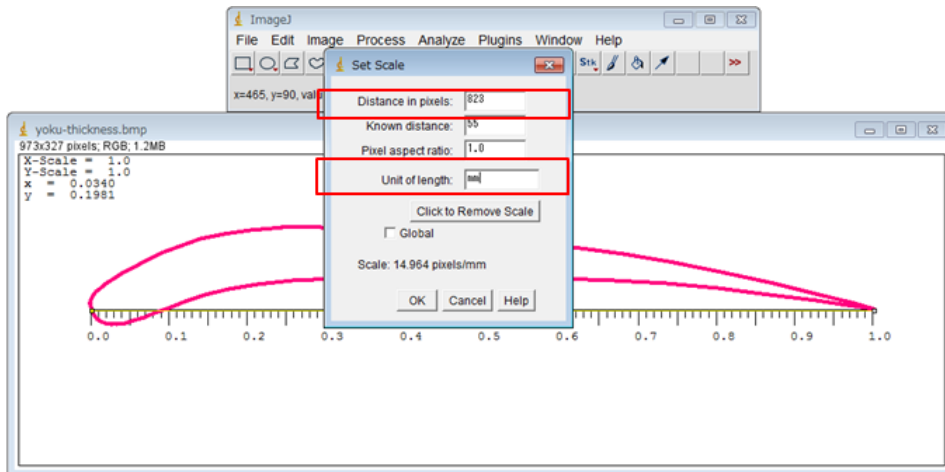 ImageJ
File Edit Image Process Analyze Plugins Window Help
Stk >>
x=465, y=90, valu
Set Scale
Distance in pixels: 823
Known distance: 55
Pixel aspect ratio: 1.0
Unit of length: mm
Click to Remove Scale
Global
Scale: 14.964 pixels/mm
OK Cancel Help
yoku-thickness.bmp
973x327 pixels; RGB; 1.2MB
X-Scale = 1.0
Y-Scale = 1.0
x = 0.0340
y = 0.1981
0.0 0.1 0.2 0.3 0.4 0.5 0.6 0.7 0.8 0.9 1.0